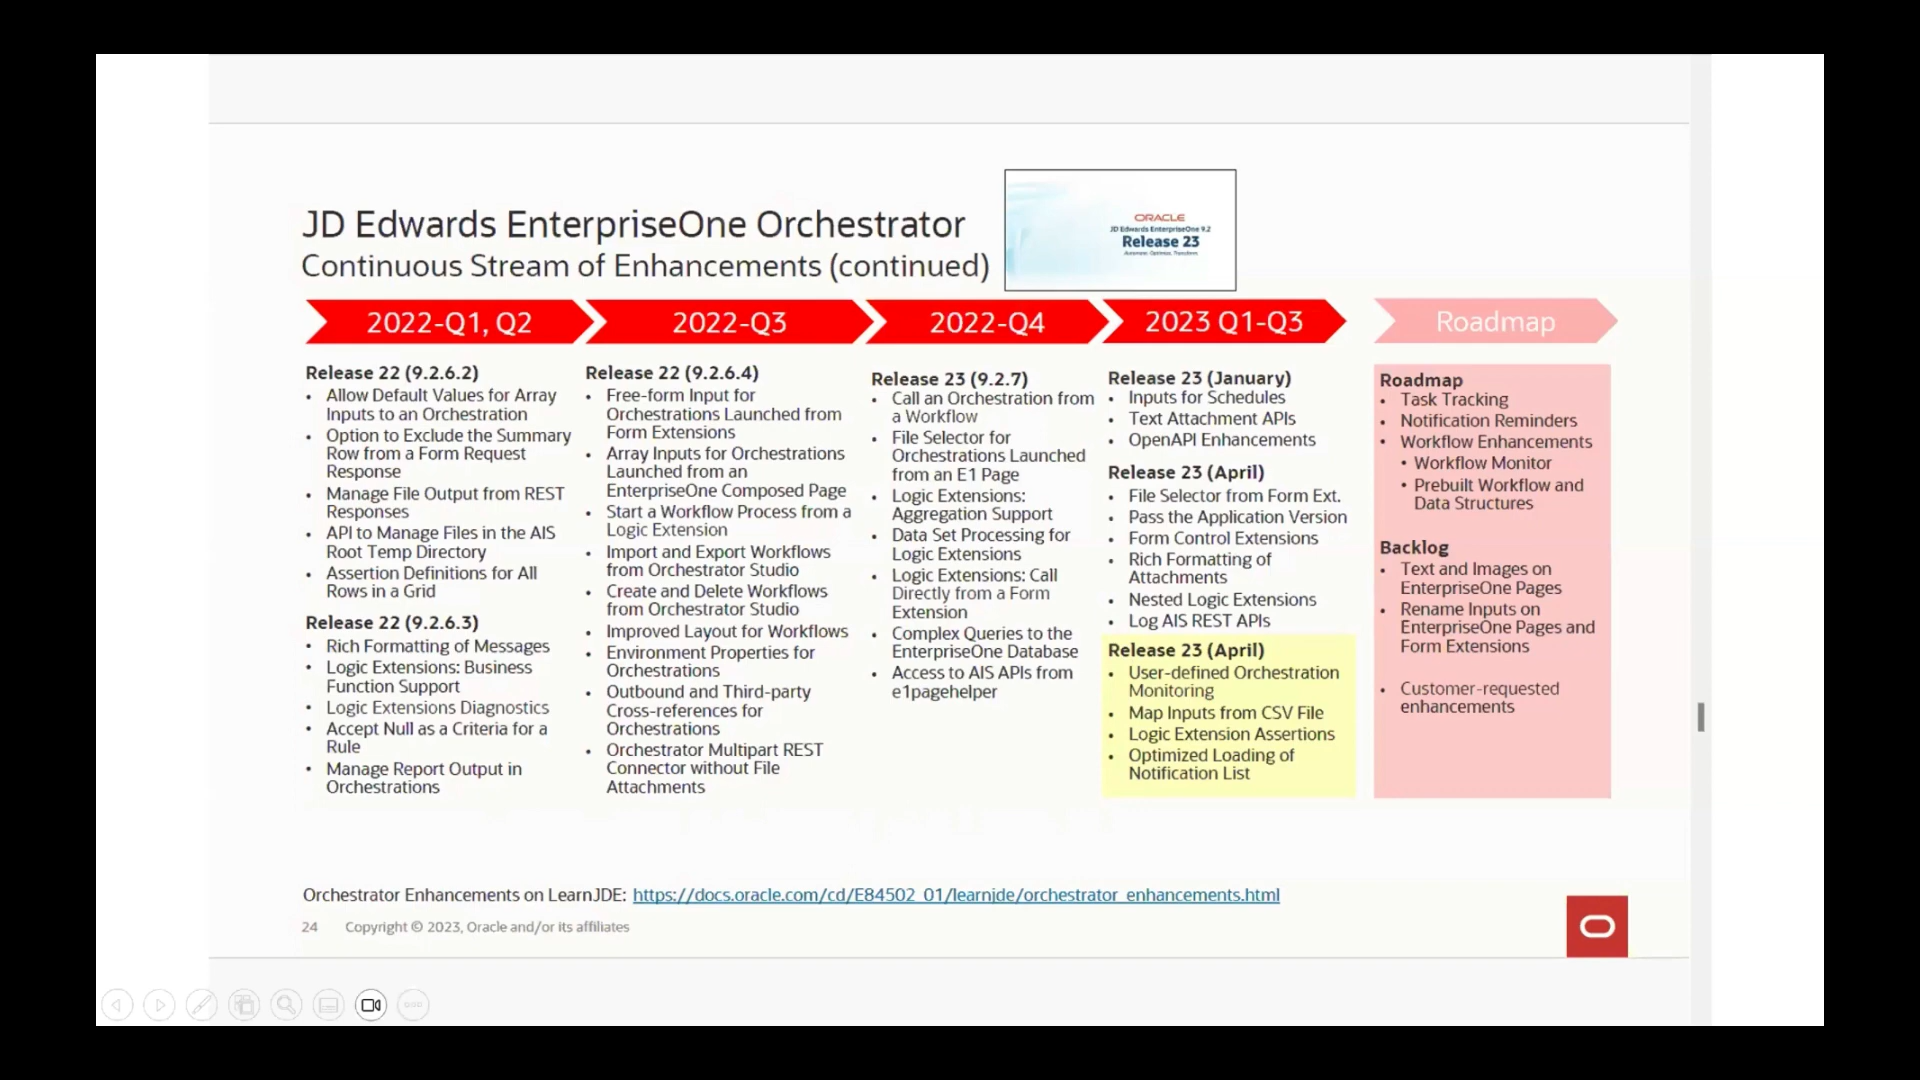 JD Edwards EnterpriseOne Orchestrator
Continuous Stream of Enhancements (continued)
ORACLE
JD Edwards EnterpriseOne 9.2
Release 23
Automate. Optimize. Transform.
2022-Q1, Q2
2022-Q3
2022-Q4
2023 Q1-Q3
Roadmap
Release 22 (9.2.6.2)
• Allow Default Values for Array
Inputs to an Orchestration
• Option to Exclude the Summary
Row from a Form Request
Response
• Manage File Output from REST
Responses
• API to Manage Files in the AIS
Root Temp Directory
• Assertion Definitions for All
Rows in a Grid
Release 22 (9.2.6.3)
• Rich Formatting of Messages
• Logic Extensions: Business
Function Support
• Logic Extensions Diagnostics
• Accept Null as a Criteria for a
Rule
• Manage Report Output in
Orchestrations
Release 22 (9.2.6.4)
• Free-form Input for
Orchestrations Launched from
Form Extensions
• Array Inputs for Orchestrations
Launched from an
EnterpriseOne Composed Page
• Start a Workflow Process from a
Logic Extension
• Import and Export Workflows
from Orchestrator Studio
• Create and Delete Workflows
from Orchestrator Studio
• Improved Layout for Workflows
• Environment Properties for
Orchestrations
• Outbound and Third-party
Cross-references for
Orchestrations
• Orchestrator Multipart REST
Connector without File
Attachments
Release 23 (9.2.7)
• Call an Orchestration from
a Workflow
• File Selector for
Orchestrations Launched
from an E1 Page
• Logic Extensions:
Aggregation Support
• Data Set Processing for
Logic Extensions
• Logic Extensions: Call
Directly from a Form
Extension
• Complex Queries to the
EnterpriseOne Database
• Access to AIS APIs from
e1pagehelper
Release 23 (January)
• Inputs for Schedules
• Text Attachment APIs
• OpenAPI Enhancements
Release 23 (April)
• File Selector from Form Ext.
• Pass the Application Version
• Form Control Extensions
• Rich Formatting of
Attachments
• Nested Logic Extensions
• Log AIS REST APIs
Release 23 (April)
• User-defined Orchestration
Monitoring
• Map Inputs from CSV File
• Logic Extension Assertions
• Optimized Loading of
Notification List
Roadmap
• Task Tracking
• Notification Reminders
• Workflow Enhancements
• Workflow Monitor
• Prebuilt Workflow and
Data Structures
Backlog
• Text and Images on
EnterpriseOne Pages
• Rename Inputs on
EnterpriseOne Pages and
Form Extensions
• Customer-requested
enhancements
Orchestrator Enhancements on LearnJDE: https://docs.oracle.com/cd/E84502_01/learnjde/orchestrator_enhancements.html
24 Copyright © 2023, Oracle and/or its affiliates